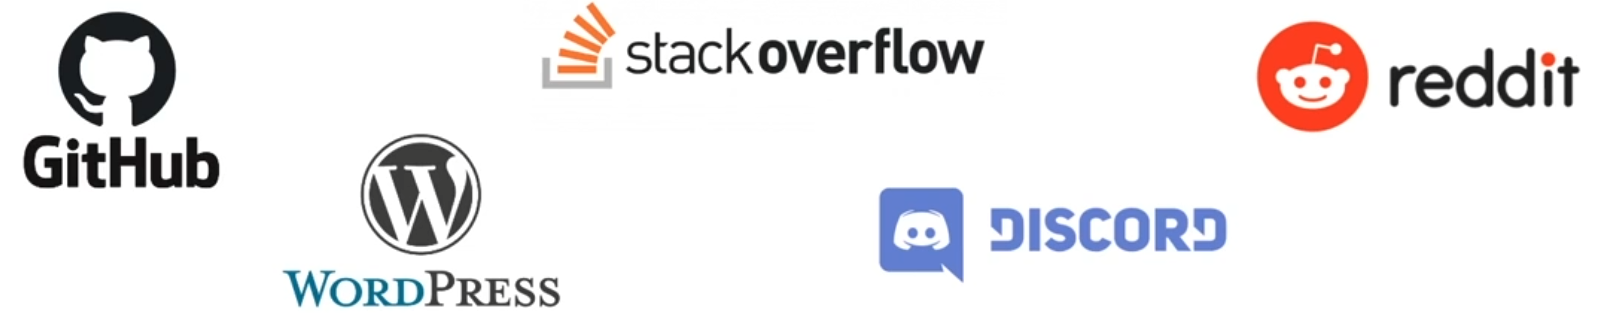 GitHub
WORDPRESS
stackoverflow
DISCORD
reddit